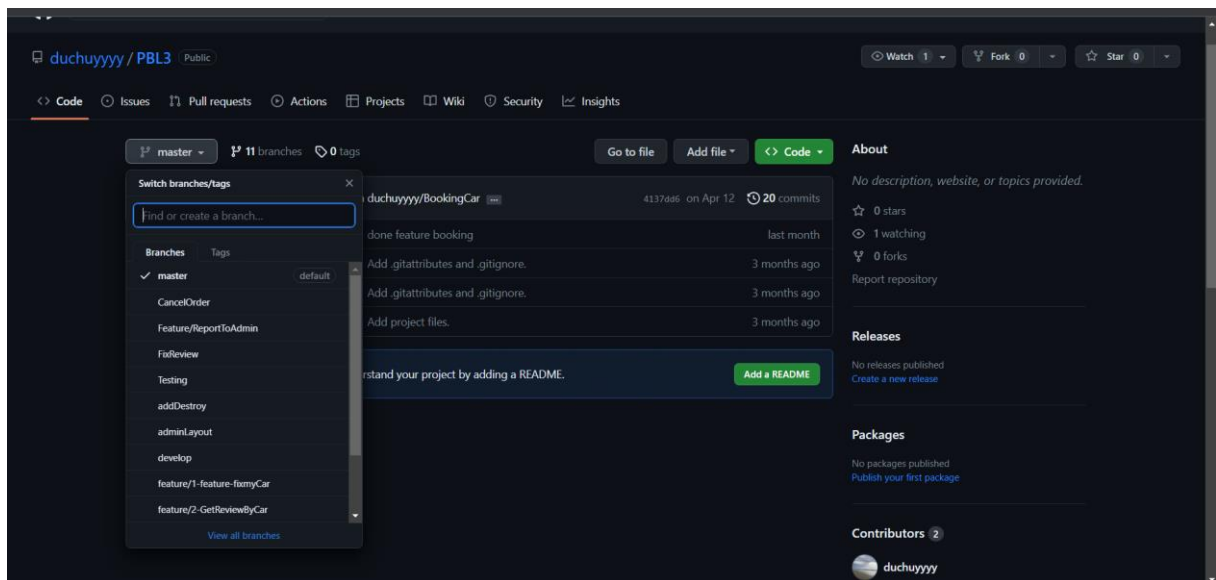 duchuyyyy / PBL3 Public
Watch 1 Fork 0 Star 0
<> Code Issues Pull requests Actions Projects Wiki Security Insights
master 11 branches 0 tags Go to file Add file <> Code
Switch branches/tags
Find or create a branch...
Branches Tags
master default
CancelOrder
Feature/ReportToAdmin
FixReview
Testing
addDestroy
adminLayout
develop
feature/1-feature-fixmyCar
feature/2-GetReviewByCar
View all branches
duchuyyyy/BookingCar ... 4137dd6 on Apr 12 20 commits
done feature booking last month
Add .gitattributes and .gitignore. 3 months ago
Add .gitattributes and .gitignore. 3 months ago
Add project files. 3 months ago
rstand your project by adding a README. Add a README
About
No description, website, or topics provided.
0 stars
1 watching
0 forks
Report repository
Releases
No releases published
Create a new release
Packages
No packages published
Publish your first package
Contributors 2
duchuyyyy